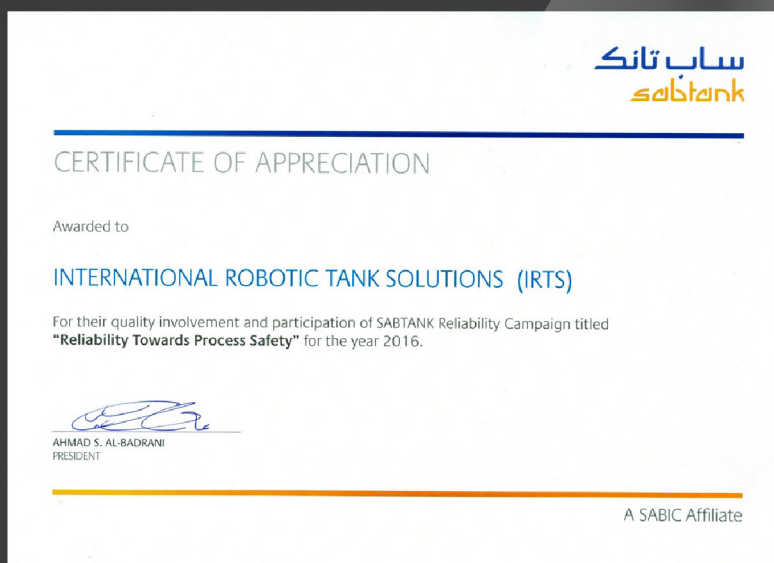 ساب تانک
sabtank
CERTIFICATE OF APPRECIATION
Awarded to
INTERNATIONAL ROBOTIC TANK SOLUTIONS (IRTS)
For their quality involvement and participation of SABTANK Reliability Campaign titled
“Reliability Towards Process Safety” for the year 2016.
AHMAD S. AL-BADRANI
PRESIDENT
A SABIC Affiliate